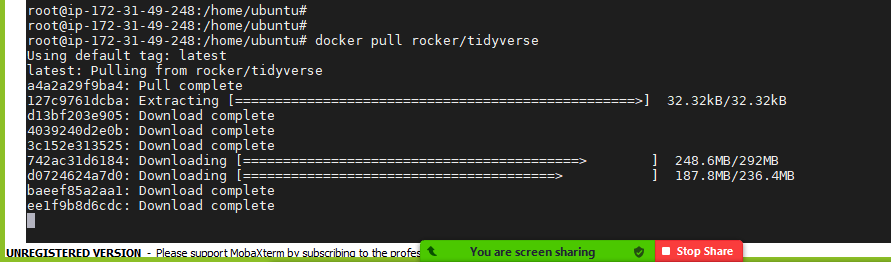 root@ip-172-31-49-248:/home/ubuntu#
root@ip-172-31-49-248:/home/ubuntu#
root@ip-172-31-49-248:/home/ubuntu# docker pull rocker/tidyverse
Using default tag: latest
latest: Pulling from rocker/tidyverse
a4a2a29f9ba4: Pull complete
127c9761dcba: Extracting [==================================================>]  32.32kB/32.32kB
d13bf203e905: Download complete
4039240d2e0b: Download complete
3c152e313525: Download complete
742ac31d6184: Downloading [==========================================>        ]  248.6MB/292MB
d0724624a7d0: Downloading [=======================================>           ]  187.8MB/236.4MB
baeef85a2aa1: Download complete
ee1f9b8d6cdc: Download complete
UNREGISTERED VERSION - Please support MobaXterm by subscribing to the profes
You are screen sharing
Stop Share